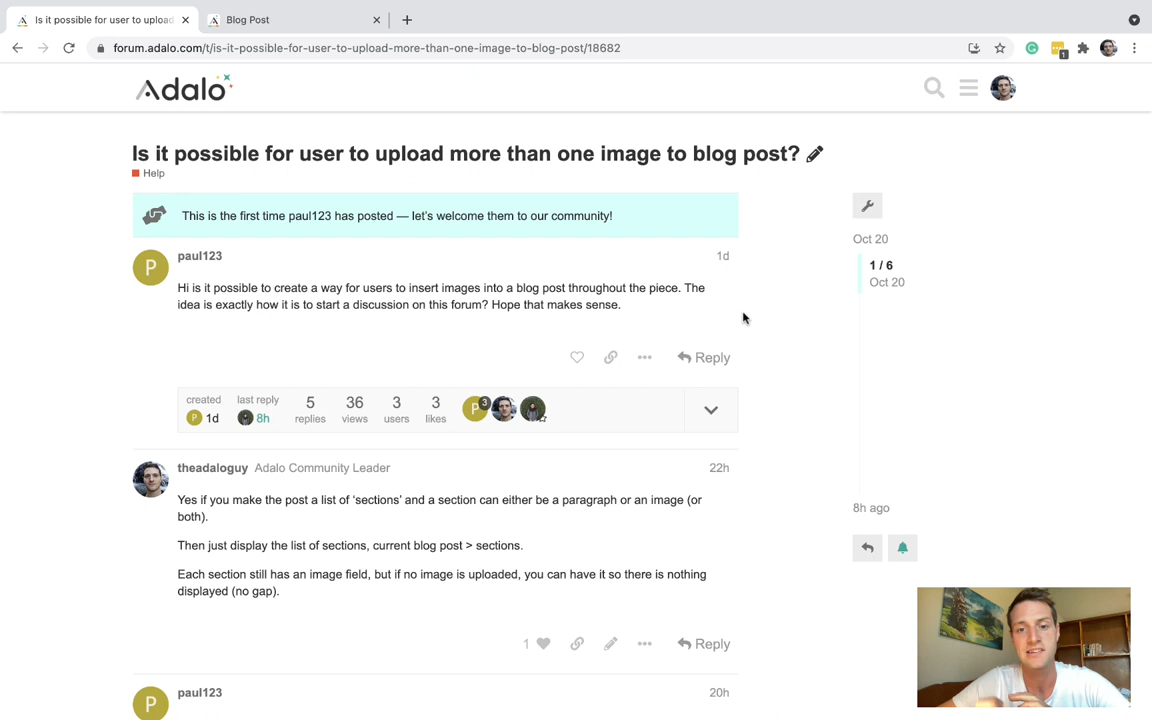 Is it possible for user to upload
Blog Post
forum.adalo.com/t/is-it-possible-for-user-to-upload-more-than-one-image-to-blog-post/18682
1
Adalo
Is it possible for user to upload more than one image to blog post?
Help
This is the first time paul123 has posted — let's welcome them to our community!
P
paul123
1d
Hi is it possible to create a way for users to insert images into a blog post throughout the piece. The
idea is exactly how it is to start a discussion on this forum? Hope that makes sense.
Reply
created last reply 5 36 3 3 P 3
P 1d 8h replies views users likes
theadaloguy Adalo Community Leader 22h
Yes if you make the post a list of 'sections' and a section can either be a paragraph or an image (or
both).
Then just display the list of sections, current blog post > sections.
Each section still has an image field, but if no image is uploaded, you can have it so there is nothing
displayed (no gap).
1 Reply
P
paul123 20h
Oct 20
1 / 6
Oct 20
8h ago